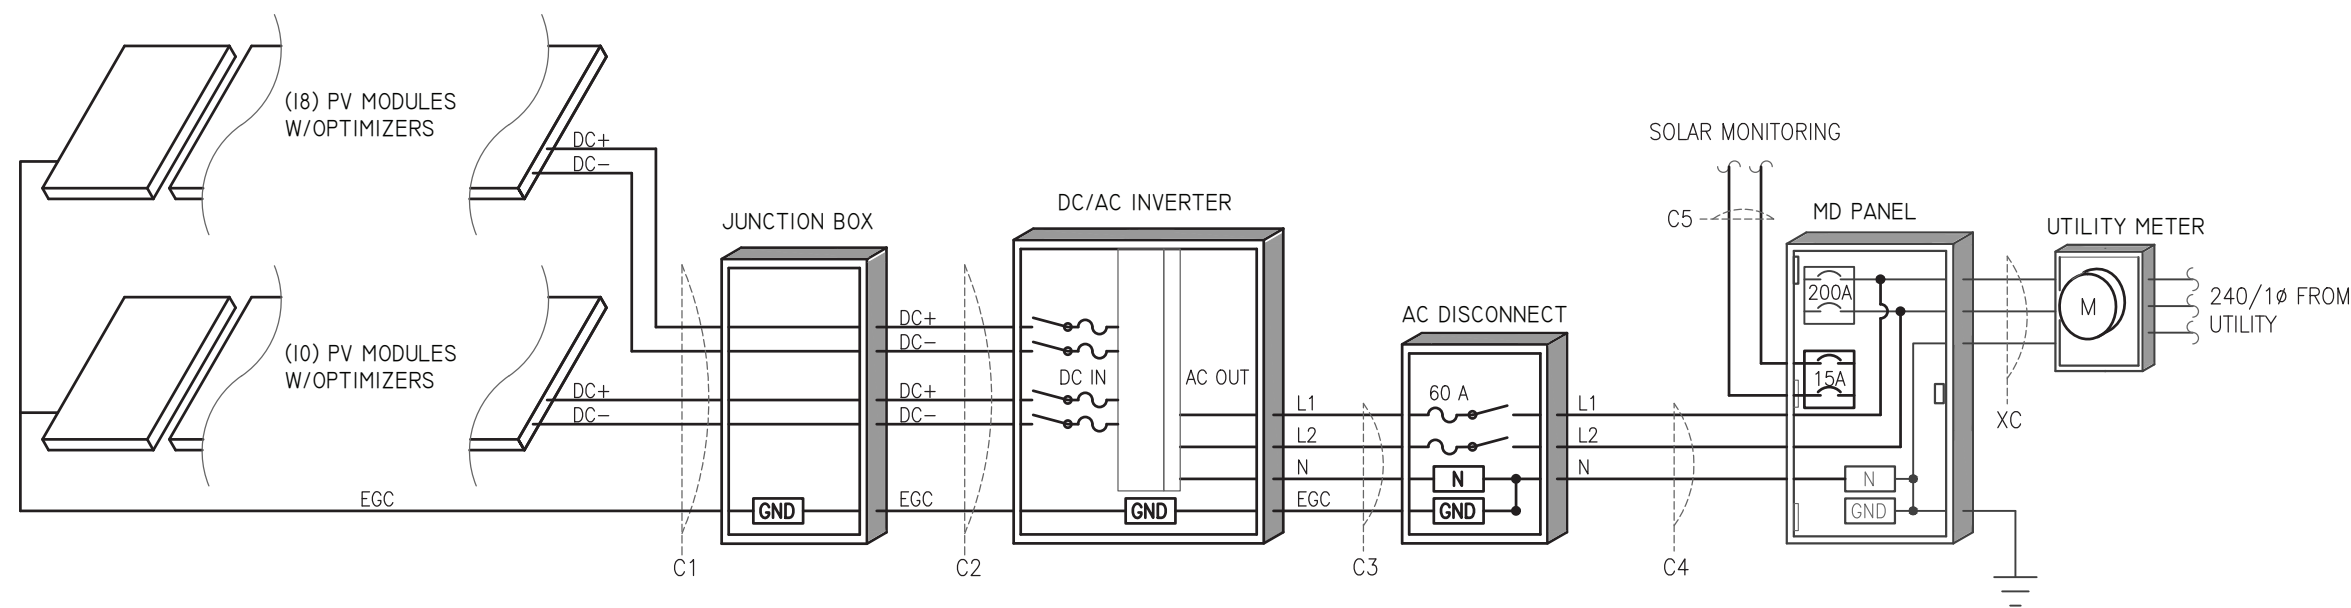 (18) PV MODULES
W/OPTIMIZERS
DC+
DC-
(10) PV MODULES
W/OPTIMIZERS
DC+
DC-
EGC
C1
JUNCTION BOX
GND
DC+
DC-
DC+
DC-
EGC
C2
DC/AC INVERTER
DC IN
AC OUT
GND
L1
L2
N
EGC
C3
AC DISCONNECT
60 A
N
GND
L1
L2
N
C4
SOLAR MONITORING
C5
MD PANEL
200A
15A
N
GND
XC
UTILITY METER
M
240/1ø FROM
UTILITY